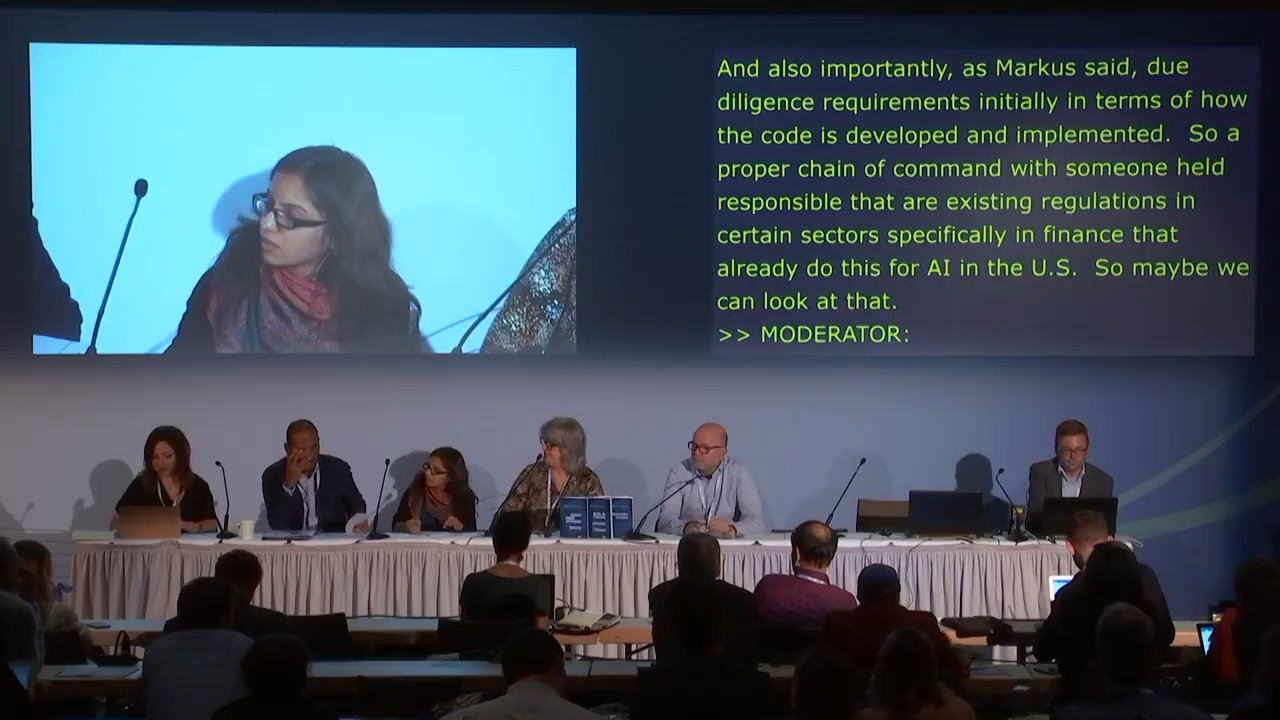 And also importantly, as Markus said, due
diligence requirements initially in terms of how
the code is developed and implemented.  So a
proper chain of command with someone held
responsible that are existing regulations in
certain sectors specifically in finance that
already do this for AI in the U.S.  So maybe we
can look at that.
>> MODERATOR: